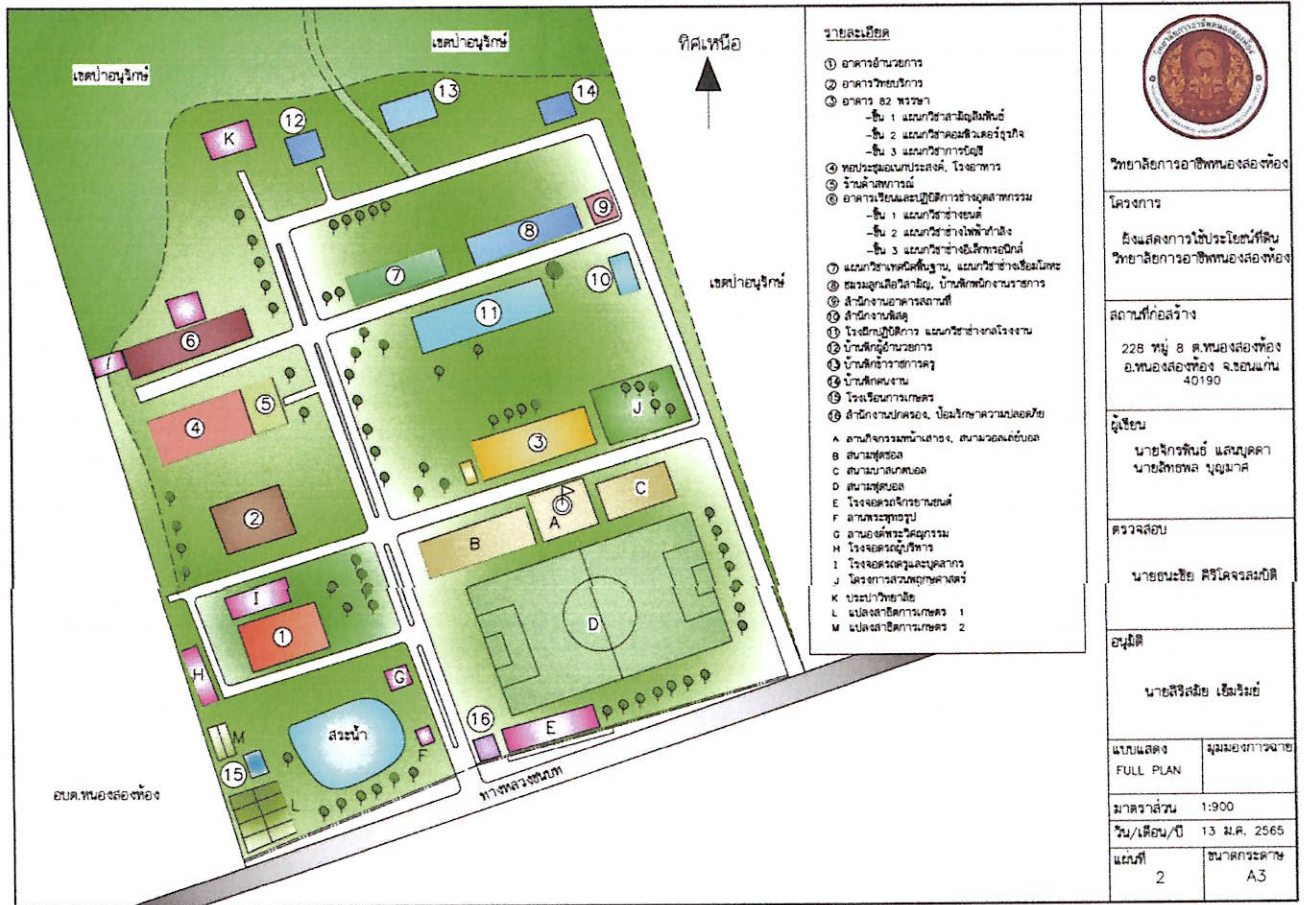 เขตป่าอนุรักษ์
เขตป่าอนุรักษ์
ทิศเหนือ
เขตป่าอนุรักษ์
K
12
13
14
9
8
7
10
11
6
I
5
4
3
J
2
C
A
B
I
1
D
H
G
สระน้ำ
M
15
F
16
E
L
อบต.หนองสองห้อง
ทางหลวงชนบท
รายละเอียด
① อาคารอำนวยการ
② อาคารวิทยบริการ
③ อาคาร 82 พรรษา
-ชั้น 1 แผนกวิชาสามัญสัมพันธ์
-ชั้น 2 แผนกวิชาคอมพิวเตอร์ธุรกิจ
-ชั้น 3 แผนกวิชาการบัญชี
④ หอประชุมอเนกประสงค์, โรงอาหาร
⑤ ร้านค้าสหการณ์
⑥ อาคารเรียนและปฏิบัติการช่างอุตสาหกรรม
-ชั้น 1 แผนกวิชาช่างยนต์
-ชั้น 2 แผนกวิชาช่างไฟฟ้ากำลัง
-ชั้น 3 แผนกวิชาช่างอิเล็กทรอนิกส์
⑦ แผนกวิชาเทคนิคพื้นฐาน, แผนกวิชาช่างเชื่อมโลหะ
⑧ ชมรมลูกเสือวิสามัญ, บ้านพักพนักงานราชการ
⑨ สำนักงานอาคารสถานที่
⑩ สำนักงานพัสดุ
⑪ โรงฝึกปฏิบัติการ แผนกวิชาช่างกลโรงงาน
⑫ บ้านพักผู้อำนวยการ
⑬ บ้านพักข้าราชการครู
⑭ บ้านพักคนงาน
⑮ โรงเรือนการเกษตร
⑯ สำนักงานปกครอง, ป้อมรักษาความปลอดภัย
A ลานกิจกรรมหน้าเสาธง, สนามวอลเล่ย์บอล
B สนามฟุตซอล
C สนามบาสเกตบอล
D สนามฟุตบอล
E โรงจอดรถจักรยานยนต์
F ลานพระพุทธรูป
G ลานองค์พระวิศณุกรรม
H โรงจอดรถผู้บริหาร
I โรงจอดรถครูและบุคลากร
J โครงการสวนพฤกษศาสตร์
K ประปาวิทยาลัย
L แปลงสาธิตการเกษตร 1
M แปลงสาธิตการเกษตร 2
วิทยาลัยการอาชีพหนองสองห้อง
วิทยาลัยการอาชีพหนองสองห้อง
โครงการ
ผังแสดงการใช้ประโยชน์ที่ดิน
วิทยาลัยการอาชีพหนองสองห้อง
สถานที่ก่อสร้าง
228 หมู่ 8 ต.หนองสองห้อง
อ.หนองสองห้อง จ.ขอนแก่น
40190
ผู้เขียน
นายจักรพันธ์ แสนบุดดา
นายสิทธพล บุญมาศ
ตรวจสอบ
นายธนะชัย ศิริโคจรสมบัติ
อนุมัติ
นายสิริสมัย เย็มริมย์
แบบแสดง
FULL PLAN
มุมมองการฉาย
มาตราส่วน 1:900
วัน/เดือน/ปี 13 ม.ค. 2565
แผ่นที่
2
ขนาดกระดาษ
A3